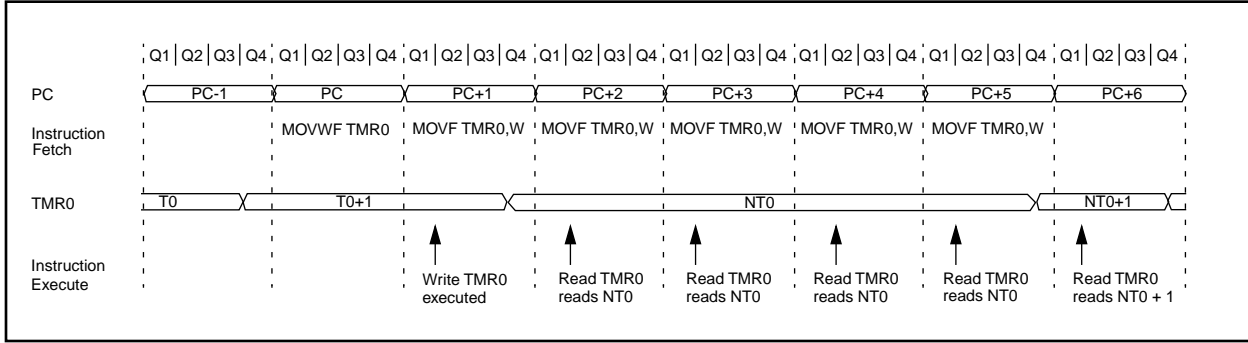 Q1 Q2 Q3 Q4 Q1 Q2 Q3 Q4 Q1 Q2 Q3 Q4 Q1 Q2 Q3 Q4 Q1 Q2 Q3 Q4 Q1 Q2 Q3 Q4 Q1 Q2 Q3 Q4 Q1 Q2 Q3 Q4
PC PC-1 PC PC+1 PC+2 PC+3 PC+4 PC+5 PC+6
Instruction
Fetch
MOVWF TMR0 MOVF TMR0,W MOVF TMR0,W MOVF TMR0,W MOVF TMR0,W MOVF TMR0,W
TMR0 T0 T0+1 NT0 NT0+1
Instruction
Execute
Write TMR0
executed
Read TMR0
reads NT0
Read TMR0
reads NT0
Read TMR0
reads NT0
Read TMR0
reads NT0
Read TMR0
reads NT0 + 1